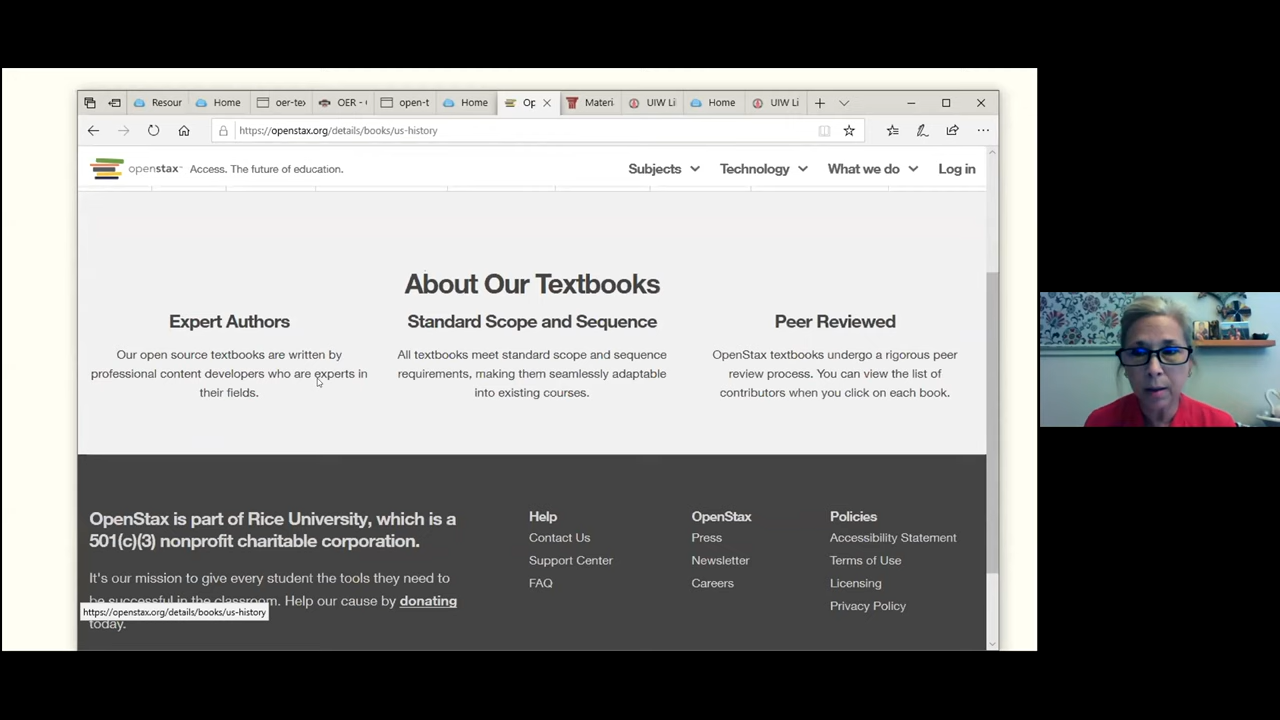 Resour
Home
oer-te
OER -
open-t
Home
Op
Materi
UIW Li
Home
UIW Li
https://openstax.org/details/books/us-history
openstax™ Access. The future of education.
Subjects
Technology
What we do
Log in
About Our Textbooks
Expert Authors
Our open source textbooks are written by
professional content developers who are experts in
their fields.
Standard Scope and Sequence
All textbooks meet standard scope and sequence
requirements, making them seamlessly adaptable
into existing courses.
Peer Reviewed
OpenStax textbooks undergo a rigorous peer
review process. You can view the list of
contributors when you click on each book.
OpenStax is part of Rice University, which is a
501(c)(3) nonprofit charitable corporation.
It's our mission to give every student the tools they need to
be successful in the classroom. Help our cause by donating
today.
Help
Contact Us
Support Center
FAQ
OpenStax
Press
Newsletter
Careers
Policies
Accessibility Statement
Terms of Use
Licensing
Privacy Policy
https://openstax.org/details/books/us-history